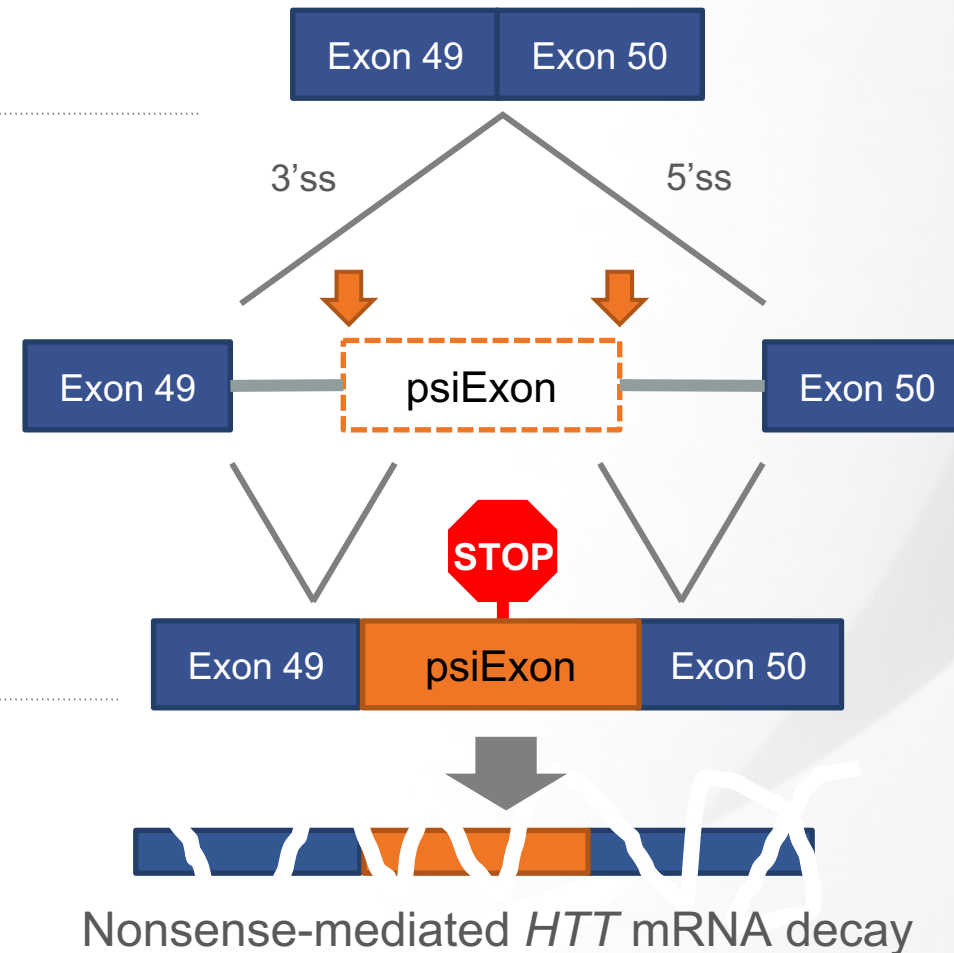 Exon 49 Exon 50
3'ss 5'ss
Exon 49 psiExon Exon 50
STOP
Exon 49 psiExon Exon 50
Nonsense-mediated HTT mRNA decay